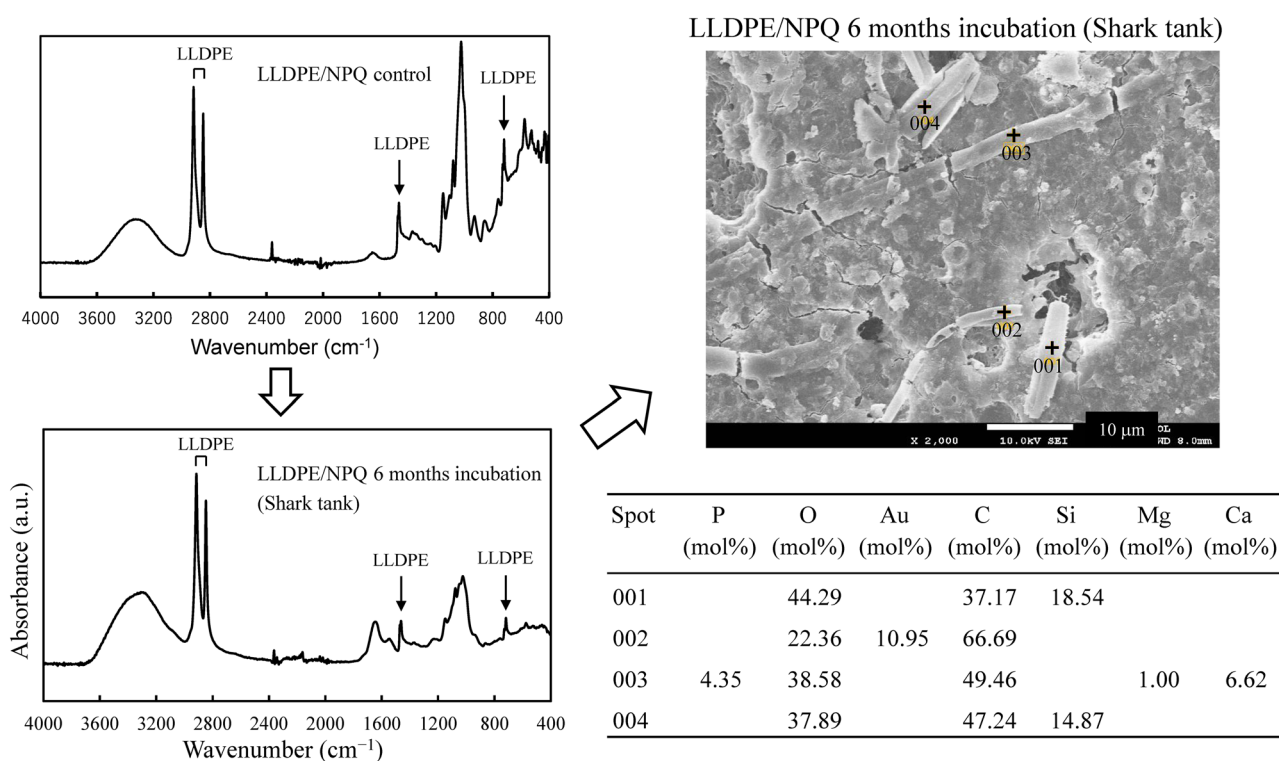 LLDPE
LLDPE/NPQ control
LLDPE
LLDPE
4000 3600 3200 2800 2400 2000 1600 1200 800 400
Wavenumber (cm⁻¹)
LLDPE
LLDPE/NPQ 6 months incubation
(Shark tank)
LLDPE
LLDPE
Absorbance (a.u.)
4000 3600 3200 2800 2400 2000 1600 1200 800 400
Wavenumber (cm⁻¹)
LLDPE/NPQ 6 months incubation (Shark tank)
004
003
002
001
10 μm
X 2,000 10.0kV SEI OL
WD 8.0mm
Spot P O Au C Si Mg Ca
(mol%) (mol%) (mol%) (mol%) (mol%) (mol%) (mol%)
001 44.29 37.17 18.54
002 22.36 10.95 66.69
003 4.35 38.58 49.46 1.00 6.62
004 37.89 47.24 14.87